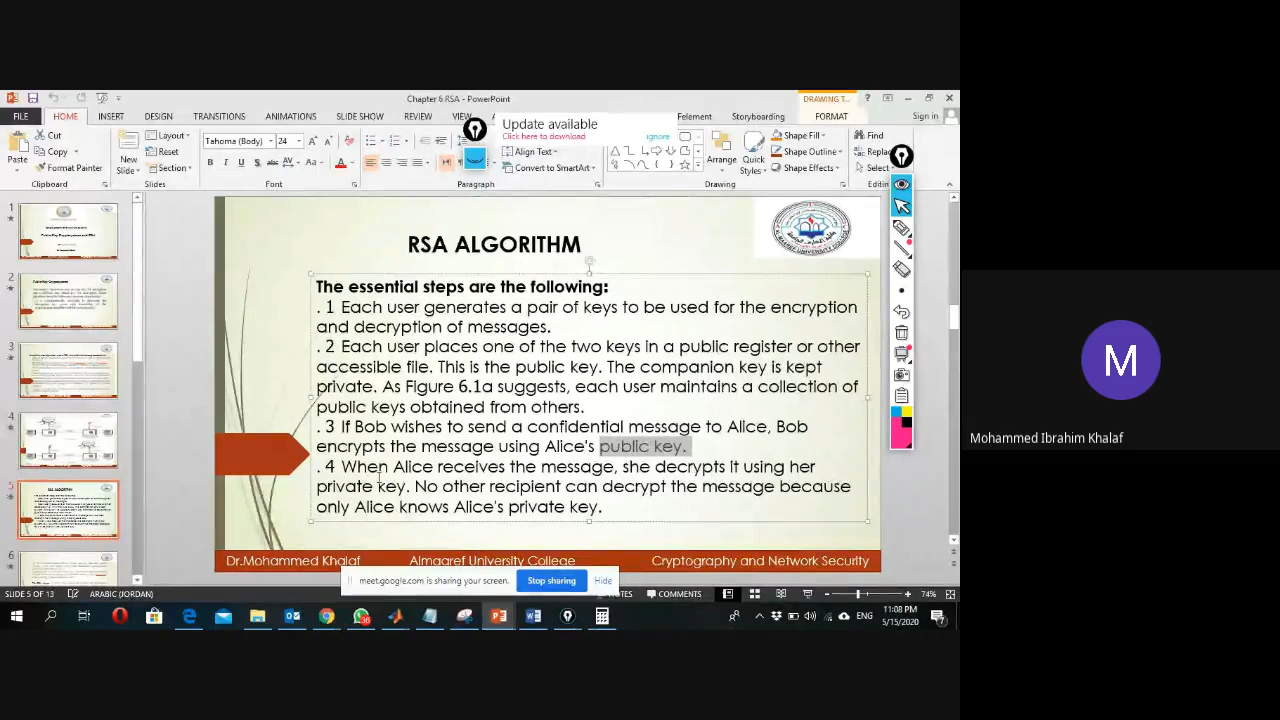 Chapter 6 RSA - PowerPoint
DRAWING T...
FILE HOME INSERT DESIGN TRANSITIONS ANIMATIONS SLIDE SHOW REVIEW VIEW Felement Storyboarding FORMAT Sign in
Update available
Click here to download ignore
Paste
Cut
Copy
Format Painter
Clipboard
New
Slide
Layout
Reset
Section
Slides
Tahoma (Body) 24
B I U S abc AV Aa A
Font
Align Text
Convert to SmartArt
Paragraph
Arrange
Quick
Styles
Shape Fill
Shape Outline
Shape Effects
Drawing
Find
Select
1
2
3
4
5
6
RSA ALGORITHM
The essential steps are the following:
. 1 Each user generates a pair of keys to be used for the encryption
and decryption of messages.
. 2 Each user places one of the two keys in a public register or other
accessible file. This is the public key. The companion key is kept
private. As Figure 6.1a suggests, each user maintains a collection of
public keys obtained from others.
. 3 If Bob wishes to send a confidential message to Alice, Bob
encrypts the message using Alice's public key.
. 4 When Alice receives the message, she decrypts it using her
private key. No other recipient can decrypt the message because
only Alice knows Alice's private key.
Dr.Mohammed Khalaf Almaaref University College Cryptography and Network Security
meet.google.com is sharing your screen. Stop sharing Hide
SLIDE 5 OF 13 ARABIC (JORDAN) COMMENTS 74%
ENG
11:08 PM
5/15/2020
M
Mohammed Ibrahim Khalaf